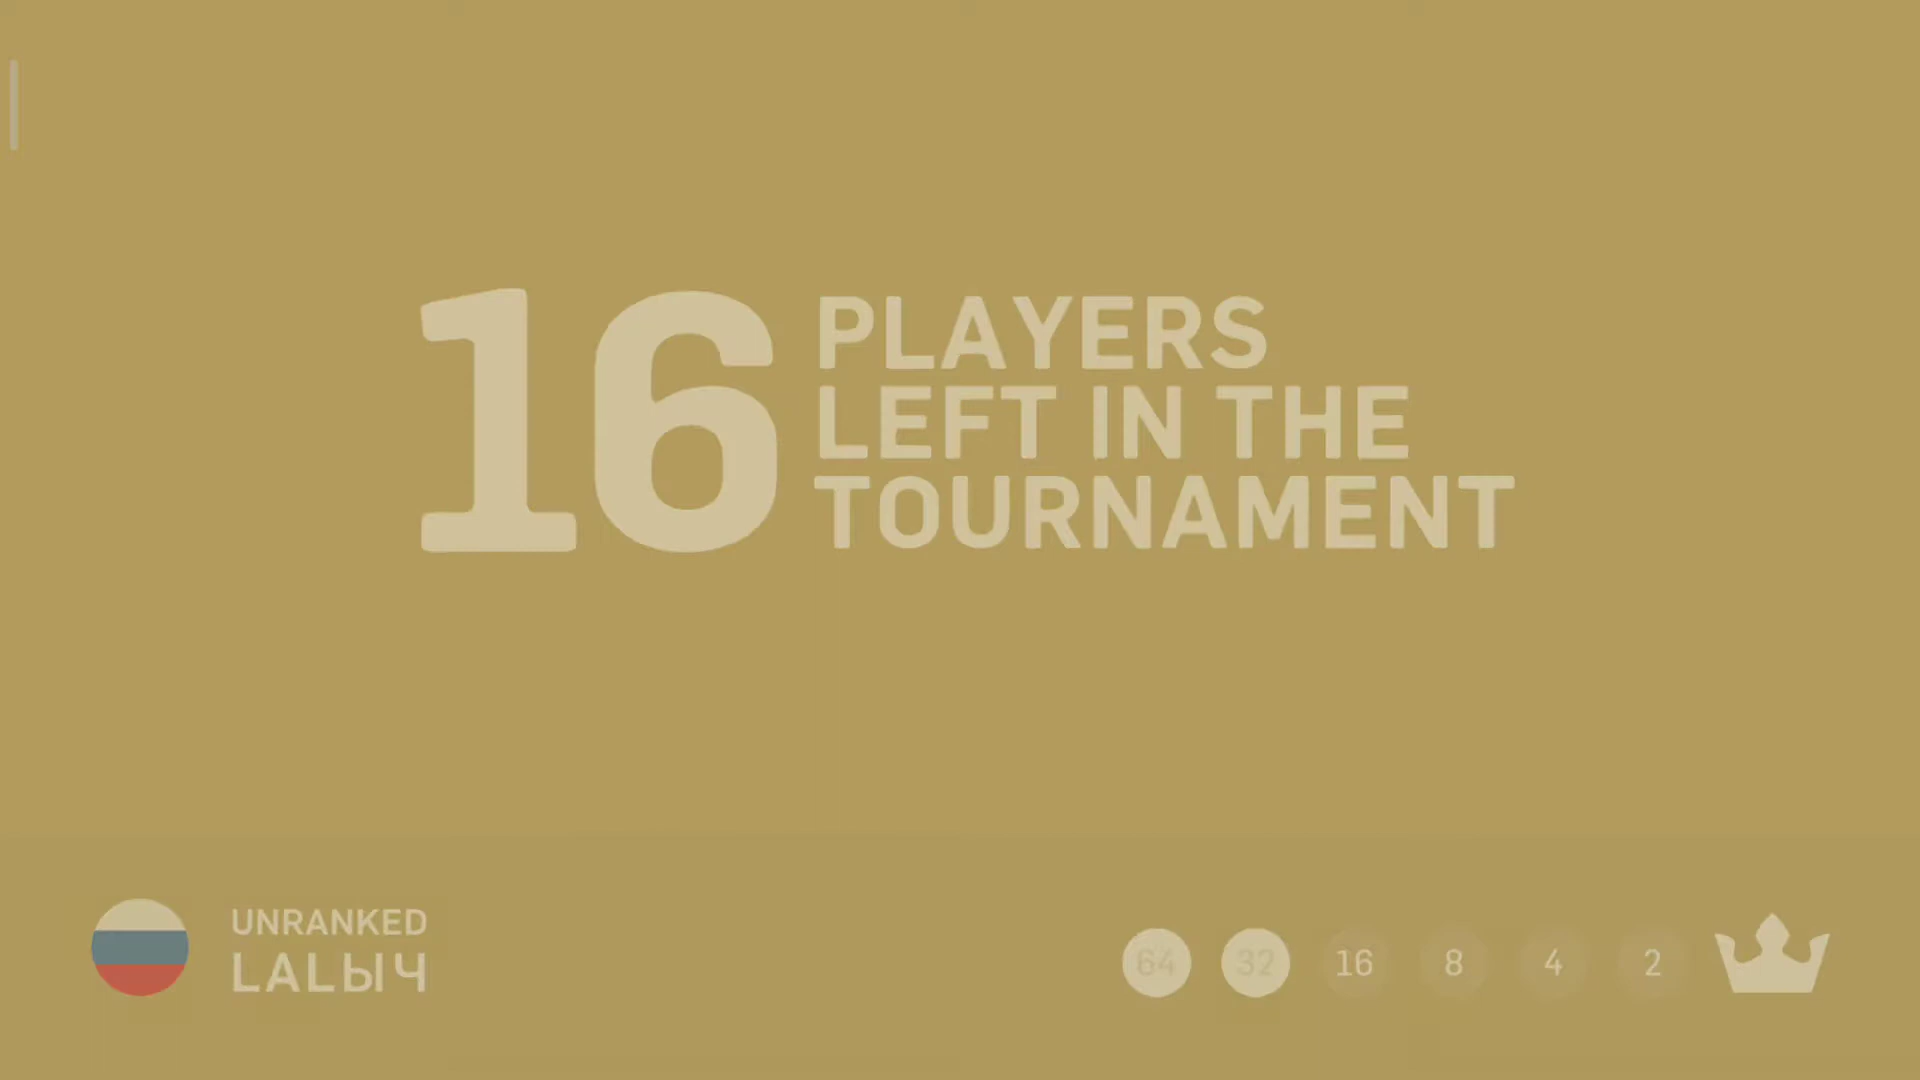 16
PLAYERS
LEFT IN THE
TOURNAMENT
UNRANKED
LALЫЧ
64 32 16 8 4 2